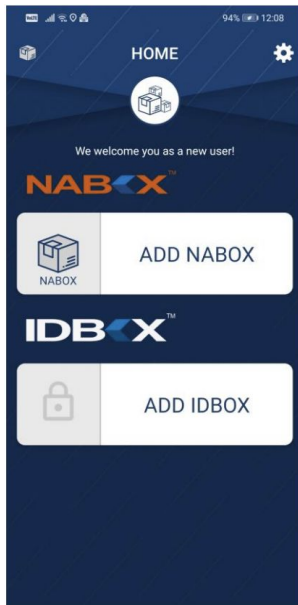 94% 12:08
HOME
We welcome you as a new user!
NABOX™
NABOX
ADD NABOX
IDBOX™
ADD IDBOX